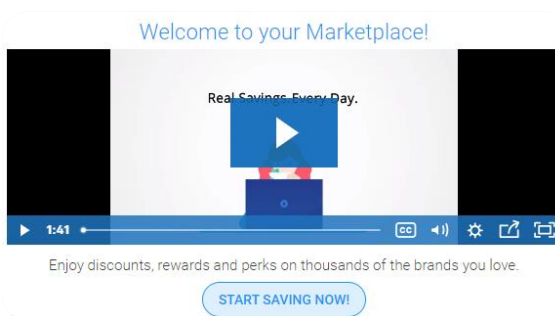 Welcome to your Marketplace!
Real Savings. Every Day.
1:41
CC
Enjoy discounts, rewards and perks on thousands of the brands you love.
START SAVING NOW!